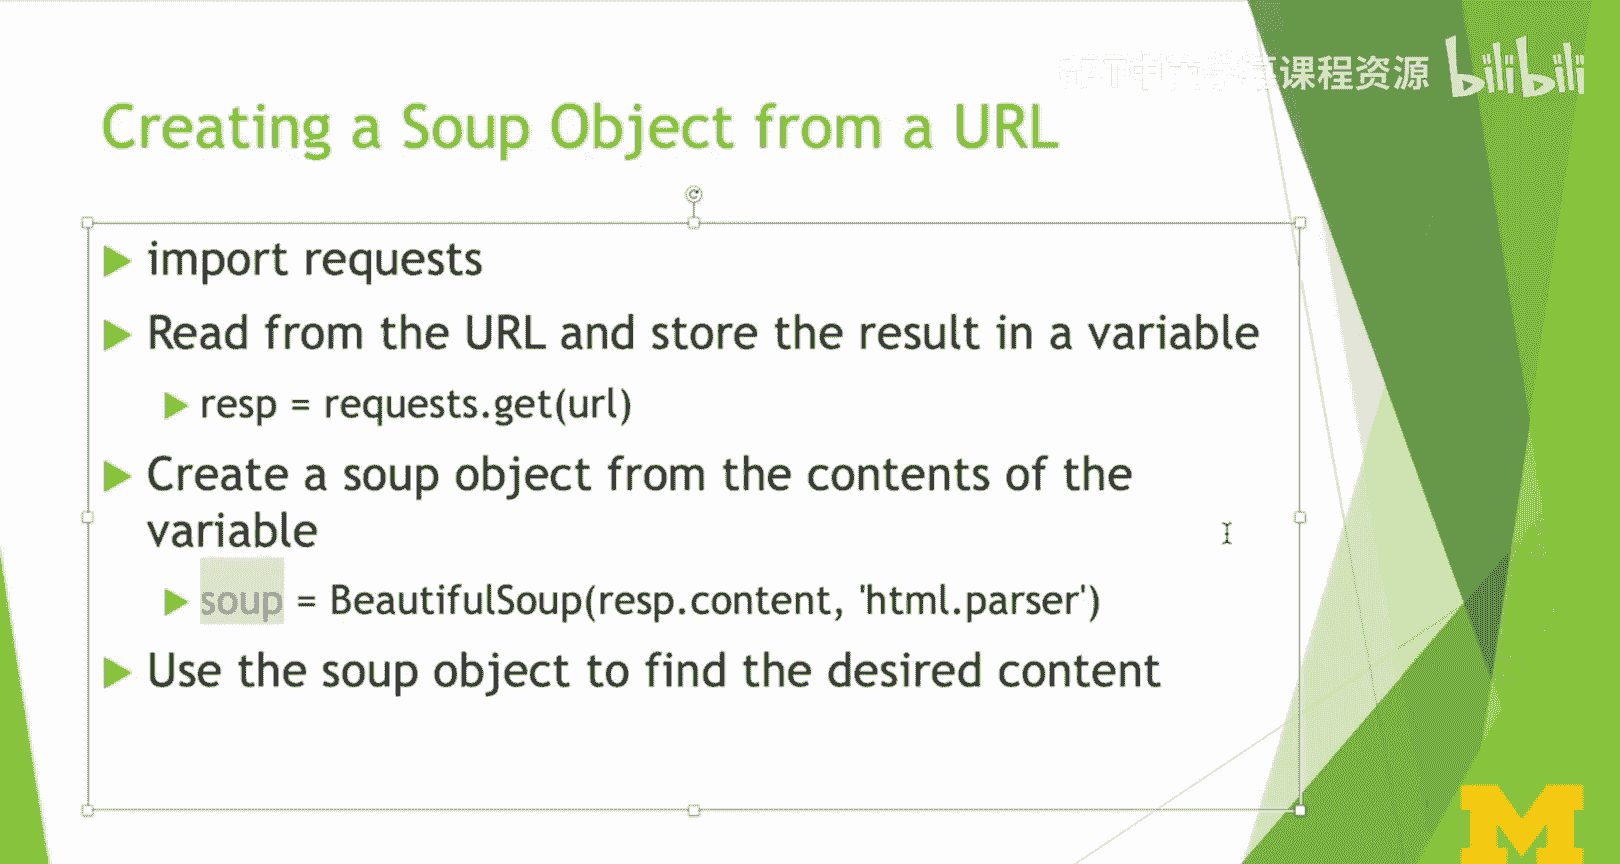 课程资源 bilibili
Creating a Soup Object from a URL
import requests
Read from the URL and store the result in a variable
resp = requests.get(url)
Create a soup object from the contents of the
variable
soup = BeautifulSoup(resp.content, 'html.parser')
Use the soup object to find the desired content
M